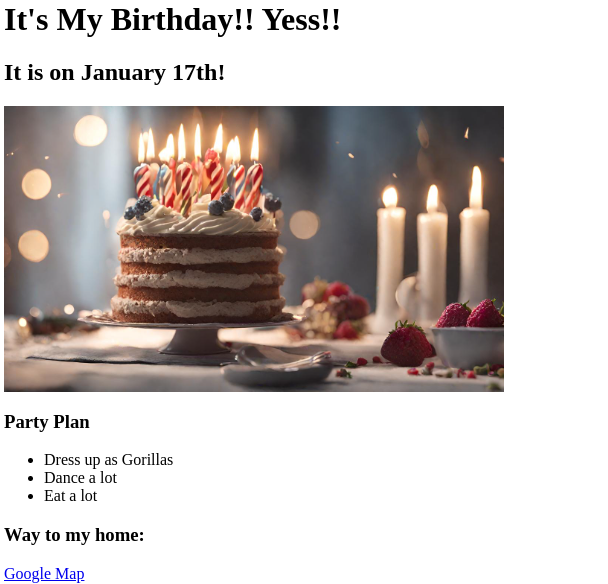 It's My Birthday!! Yess!!
It is on January 17th!
Party Plan
Dress up as Gorillas
Dance a lot
Eat a lot
Way to my home:
Google Map